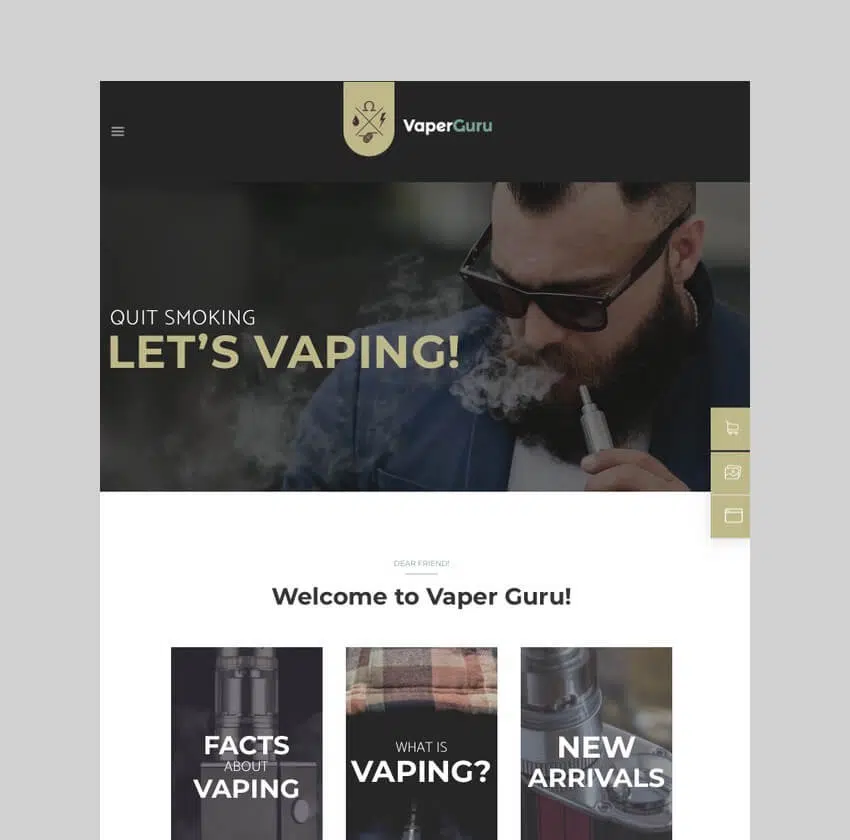 VaperGuru
QUIT SMOKING
LET’S VAPING!
DEAR FRIEND!
Welcome to Vaper Guru!
FACTS
ABOUT
VAPING
WHAT IS
VAPING?
NEW
ARRIVALS